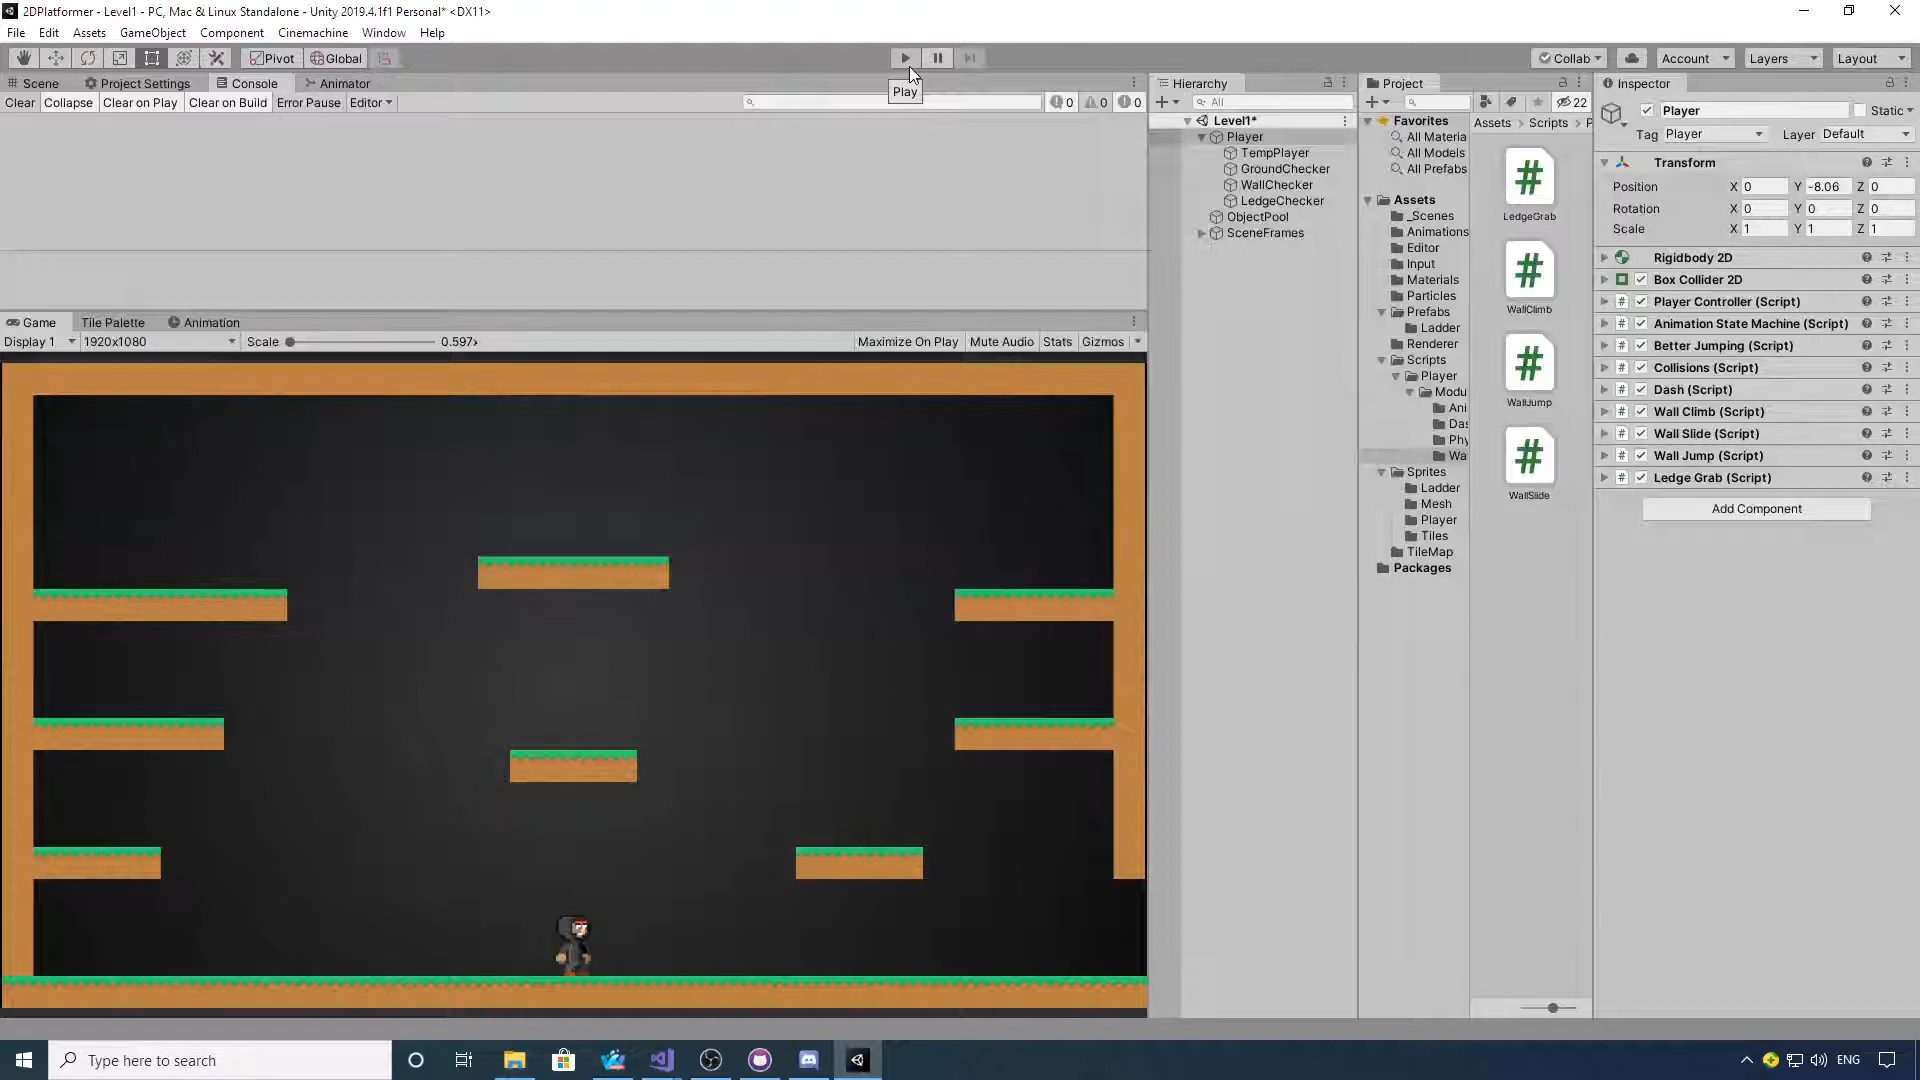 2DPlatformer - Level1 - PC, Mac & Linux Standalone - Unity 2019.4.1f1 Personal* <DX11>
File Edit Assets GameObject Component Cinemachine Window Help
Pivot Global Collab Account Layers Layout
Play
Scene Project Settings Console Animator
Clear Collapse Clear on Play Clear on Build Error Pause Editor 0 0 0
Game Tile Palette Animation
Display 1 1920x1080 Scale 0.597x Maximize On Play Mute Audio Stats Gizmos
Hierarchy
All
Level1*
Player
TempPlayer
GroundChecker
WallChecker
LedgeChecker
ObjectPool
SceneFrames
Project
22
Favorites
All Materia
All Models
All Prefabs
Assets
_Scenes
Animations
Editor
Input
Materials
Particles
Prefabs
Ladder
Renderer
Scripts
Player
Modu
Ani
Das
Phy
Wa
Sprites
Ladder
Mesh
Player
Tiles
TileMap
Packages
Assets > Scripts > P
LedgeGrab
WallClimb
WallJump
WallSlide
Inspector
Player Static
Tag Player Layer Default
Transform
Position X 0 Y -8.06 Z 0
Rotation X 0 Y 0 Z 0
Scale X 1 Y 1 Z 1
Rigidbody 2D
Box Collider 2D
Player Controller (Script)
Animation State Machine (Script)
Better Jumping (Script)
Collisions (Script)
Dash (Script)
Wall Climb (Script)
Wall Slide (Script)
Wall Jump (Script)
Ledge Grab (Script)
Add Component
Type here to search
ENG